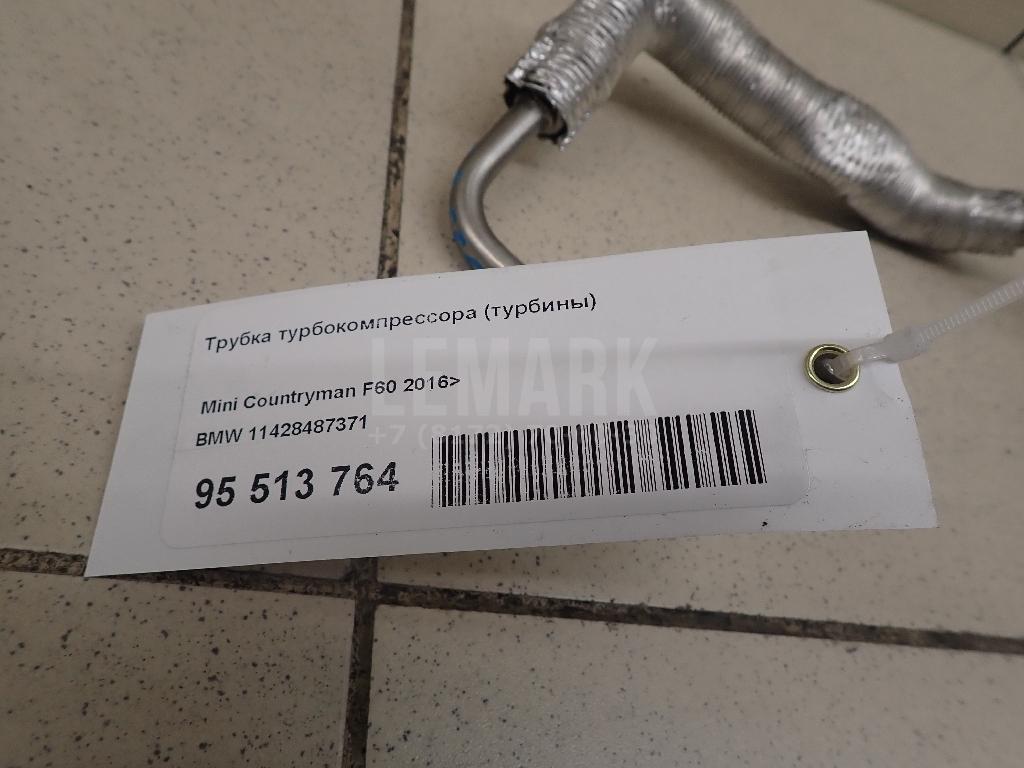 Трубка турбокомпрессора (турбины)
Mini Countryman F60 2016>
BMW 11428487371
95 513 764
LEMARK